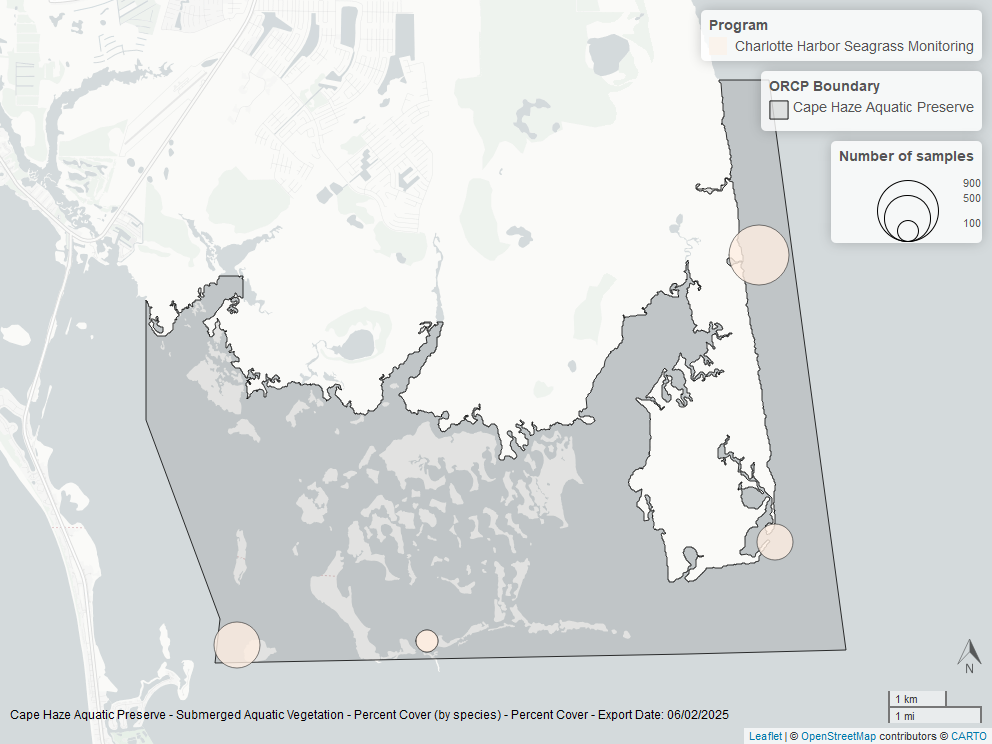 Program
Charlotte Harbor Seagrass Monitoring
ORCP Boundary
Cape Haze Aquatic Preserve
Number of samples
900
500
100
N
1 km
1 mi
Cape Haze Aquatic Preserve - Submerged Aquatic Vegetation - Percent Cover (by species) - Percent Cover - Export Date: 06/02/2025
Leaflet | © OpenStreetMap contributors © CARTO